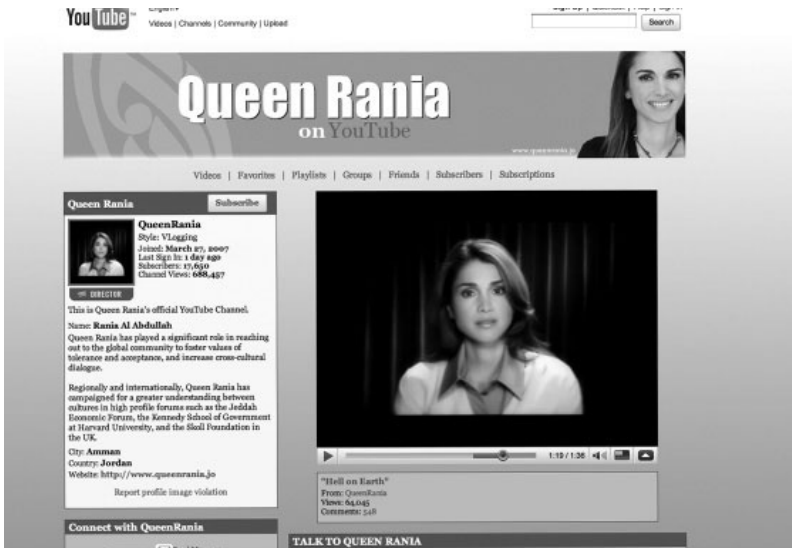 YouTube
English
Videos | Channels | Community | Upload
Search
Queen Rania
on YouTube
www.queenrania.jo
Videos | Favorites | Playlists | Groups | Friends | Subscribers | Subscriptions
Queen Rania
Subscribe
QueenRania
Style: VLogging
Joined: March 27, 2007
Last Sign In: 1 day ago
Subscribers: 17,650
Channel Views: 688,457
DIRECTOR
This is Queen Rania's official YouTube Channel.
Name: Rania Al Abdullah
Queen Rania has played a significant role in reaching
out to the global community to foster values of
tolerance and acceptance, and increase cross-cultural
dialogue.
Regionally and internationally, Queen Rania has
campaigned for a greater understanding between
cultures in high profile forums such as the Jeddah
Economic Forum, the Kennedy School of Government
at Harvard University, and the Skoll Foundation in
the UK.
City: Amman
Country: Jordan
Website: http://www.queenrania.jo
Report profile image violation
Connect with QueenRania
1:19 / 1:36
"Hell on Earth"
From: QueenRania
Views: 64,045
Comments: 548
TALK TO QUEEN RANIA